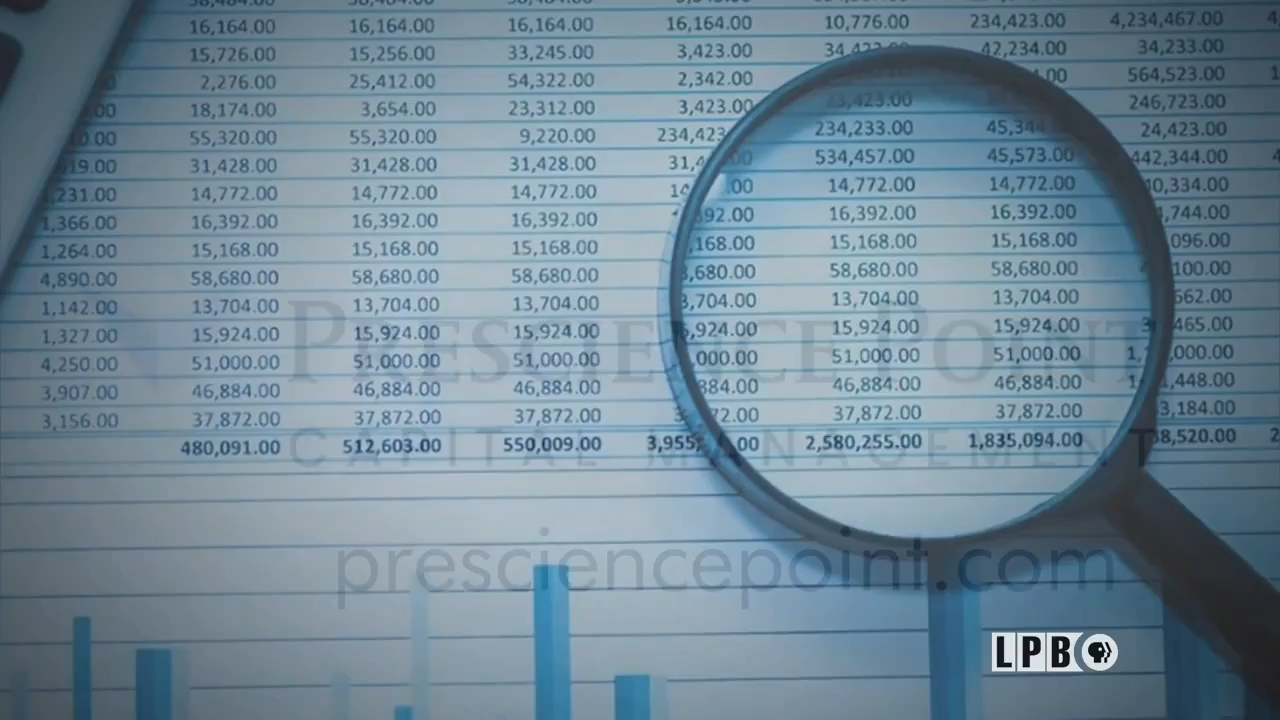 16,164.00 16,164.00 16,164.00 16,164.00 10,776.00 234,423.00 4,234,467.00
15,726.00 15,256.00 33,245.00 3,423.00 42,234.00 34,233.00
2,276.00 25,412.00 54,322.00 2,342.00 564,523.00
18,174.00 3,654.00 23,312.00 3,423.00 23,423.00 246,723.00
55,320.00 55,320.00 9,220.00 234,423 234,233.00 24,423.00
31,428.00 31,428.00 31,428.00 534,457.00 45,573.00 442,344.00
14,772.00 14,772.00 14,772.00 14,772.00 14,772.00
1,366.00 16,392.00 16,392.00 16,392.00 16,392.00 16,392.00
1,264.00 15,168.00 15,168.00 15,168.00 15,168.00 15,168.00
4,890.00 58,680.00 58,680.00 58,680.00 58,680.00 58,680.00
1,142.00 13,704.00 13,704.00 13,704.00 13,704.00 13,704.00
1,327.00 15,924.00 15,924.00 15,924.00 15,924.00 15,924.00
PRESCIENCE POINT
4,250.00 51,000.00 51,000.00 51,000.00 51,000.00 51,000.00
3,907.00 46,884.00 46,884.00 46,884.00 46,884.00 46,884.00
3,156.00 37,872.00 37,872.00 37,872.00 37,872.00 37,872.00
480,091.00 512,603.00 550,009.00 2,580,255.00 1,835,094.00
CAPITAL MANAGEMENT
presciencepoint.com
LPB